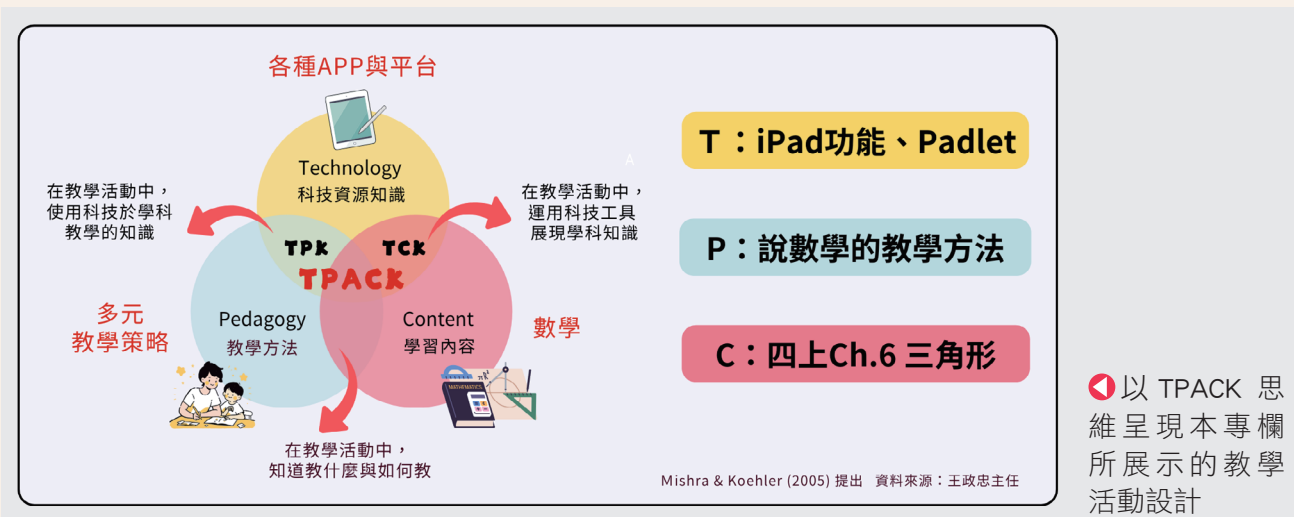 各種APP與平台
Technology
科技資源知識
在教學活動中，
使用科技於學科
教學的知識
在教學活動中，
運用科技工具
展現學科知識
TPK
TCK
TPACK
多元
教學策略
Pedagogy
教學方法
Content
學習內容
數學
MATHEMATICS
在教學活動中，
知道教什麼與如何教
A
T：iPad功能、Padlet
P：說數學的教學方法
C：四上Ch.6 三角形
Mishra & Koehler (2005) 提出 資料來源：王政忠主任
以 TPACK 思
維呈現本專欄
所展示的教學
活動設計